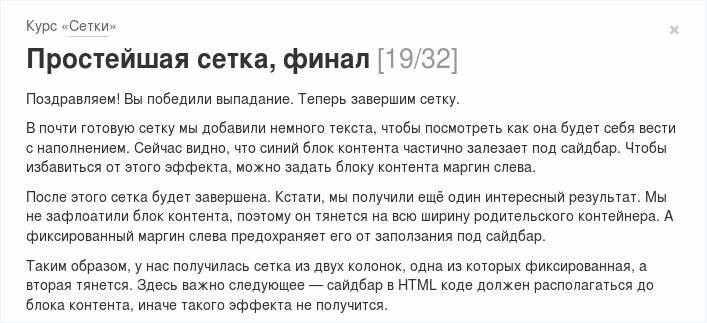 Курс «Сетки»
Простейшая сетка, финал [19/32]
Поздравляем! Вы победили выпадание. Теперь завершим сетку.
В почти готовую сетку мы добавили немного текста, чтобы посмотреть как она будет себя вести
с наполнением. Сейчас видно, что синий блок контента частично залезает под сайдбар. Чтобы
избавиться от этого эффекта, можно задать блоку контента маргин слева.
После этого сетка будет завершена. Кстати, мы получили ещё один интересный результат. Мы
не зафлоатили блок контента, поэтому он тянется на всю ширину родительского контейнера. А
фиксированный маргин слева предохраняет его от заползания под сайдбар.
Таким образом, у нас получилась сетка из двух колонок, одна из которых фиксированная, а
вторая тянется. Здесь важно следующее — сайдбар в HTML коде должен располагаться до
блока контента, иначе такого эффекта не получится.